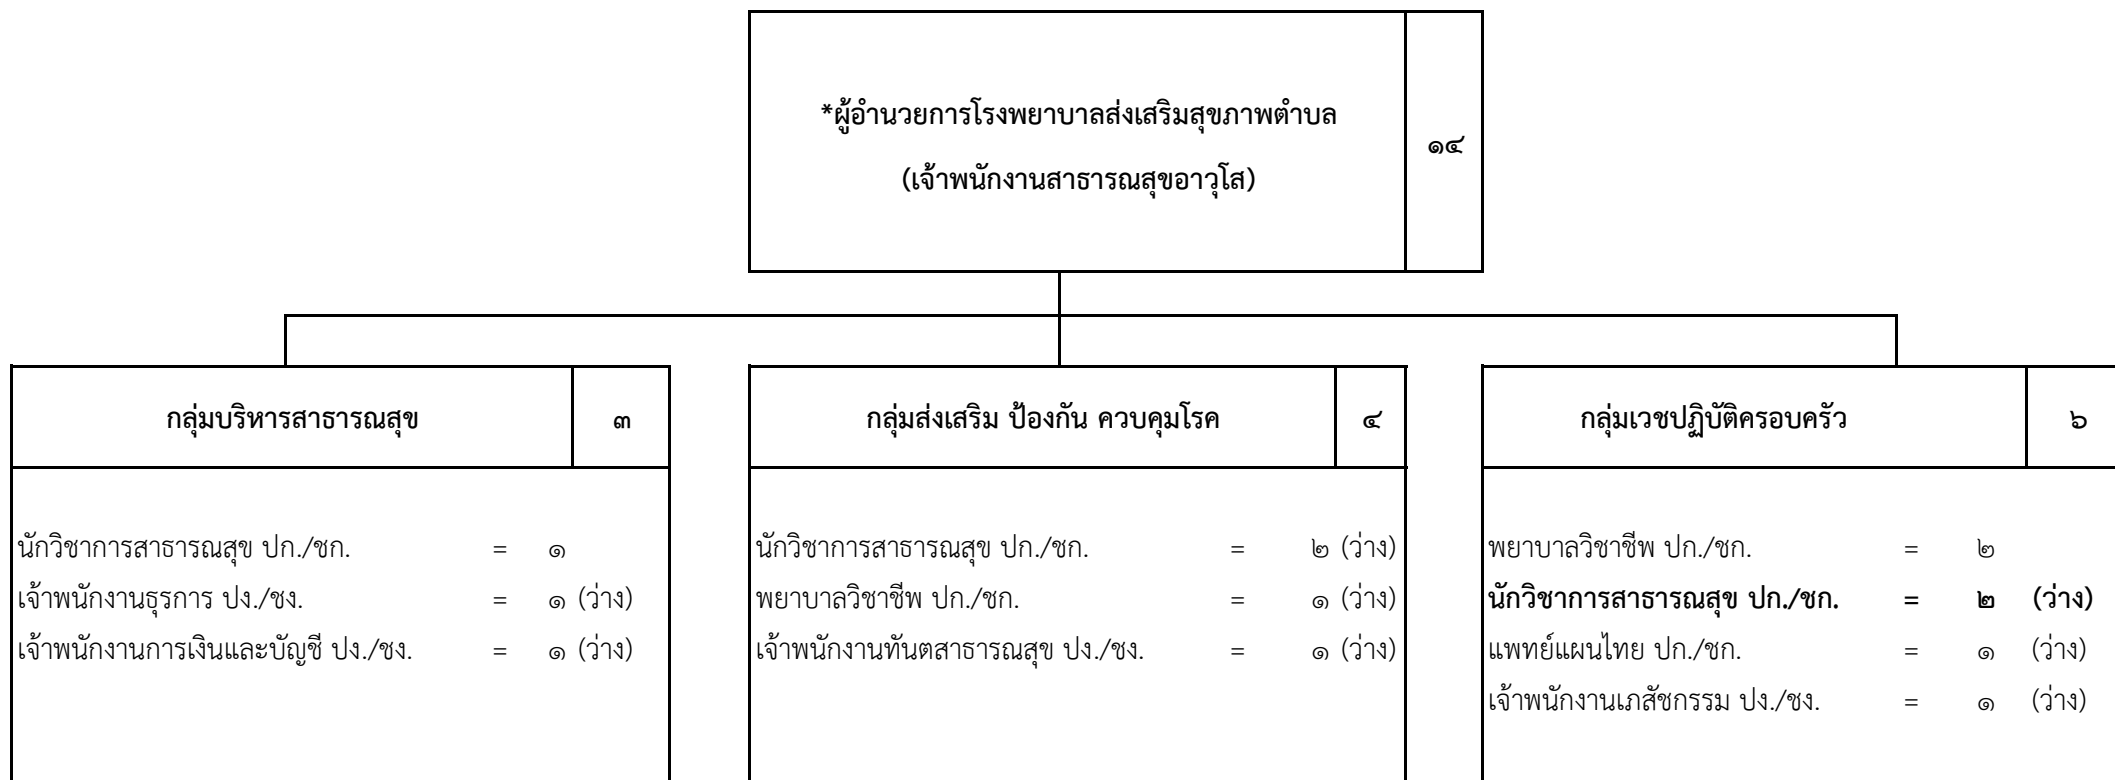 *ผู้อำนวยการโรงพยาบาลส่งเสริมสุขภาพตำบล
(เจ้าพนักงานสาธารณสุขอาวุโส)
๑๔
กลุ่มบริหารสาธารณสุข ๓
นักวิชาการสาธารณสุข ปก./ชก. = ๑
เจ้าพนักงานธุรการ ปง./ชง. = ๑ (ว่าง)
เจ้าพนักงานการเงินและบัญชี ปง./ชง. = ๑ (ว่าง)
กลุ่มส่งเสริม ป้องกัน ควบคุมโรค ๔
นักวิชาการสาธารณสุข ปก./ชก. = ๒ (ว่าง)
พยาบาลวิชาชีพ ปก./ชก. = ๑ (ว่าง)
เจ้าพนักงานทันตสาธารณสุข ปง./ชง. = ๑ (ว่าง)
กลุ่มเวชปฏิบัติครอบครัว ๖
พยาบาลวิชาชีพ ปก./ชก. = ๒
นักวิชาการสาธารณสุข ปก./ชก. = ๒ (ว่าง)
แพทย์แผนไทย ปก./ชก. = ๑ (ว่าง)
เจ้าพนักงานเภสัชกรรม ปง./ชง. = ๑ (ว่าง)